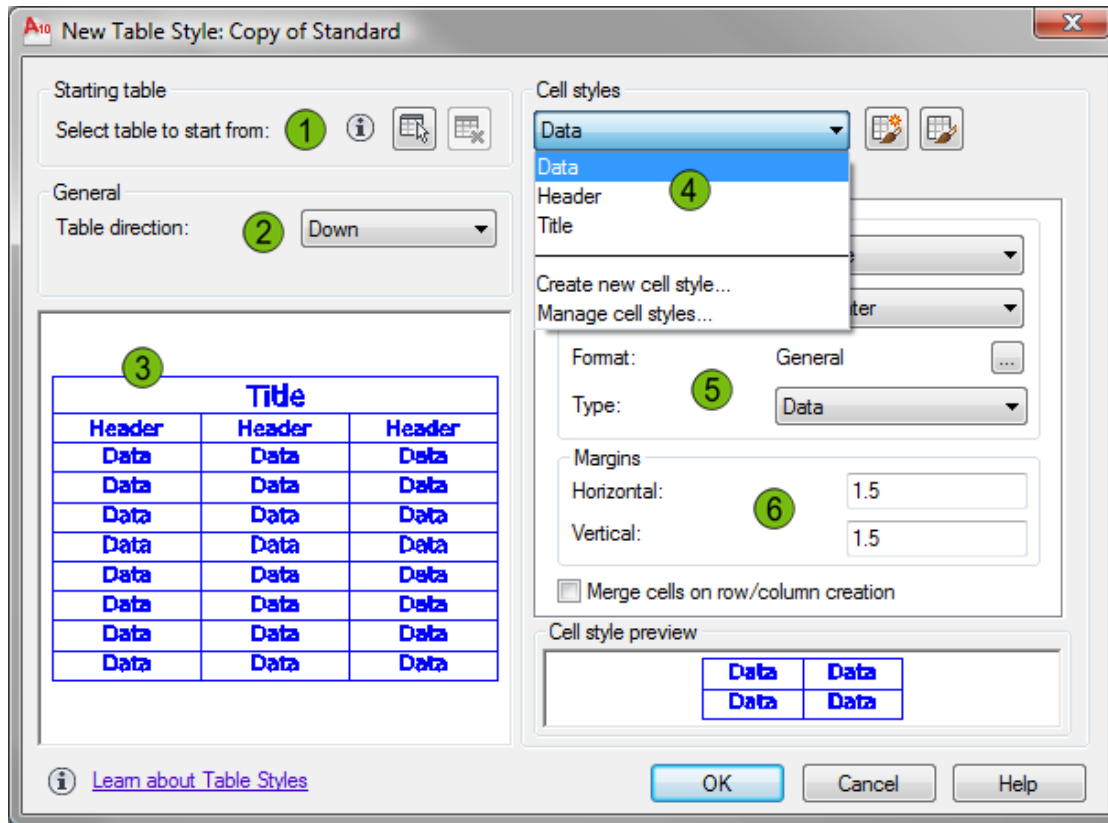 A10 New Table Style: Copy of Standard
X
Starting table
Select table to start from: 1 i
General
Table direction: 2 Down
3
Title
Header Header Header
Data Data Data
Data Data Data
Data Data Data
Data Data Data
Data Data Data
Data Data Data
Data Data Data
Data Data Data
i Learn about Table Styles
Cell styles
Data
Data
Header
4
Title
Create new cell style...
Manage cell styles...
Format: General ...
5
Type: Data
Margins
Horizontal: 1.5
6
Vertical: 1.5
Merge cells on row/column creation
Cell style preview
Data Data
Data Data
OK Cancel Help